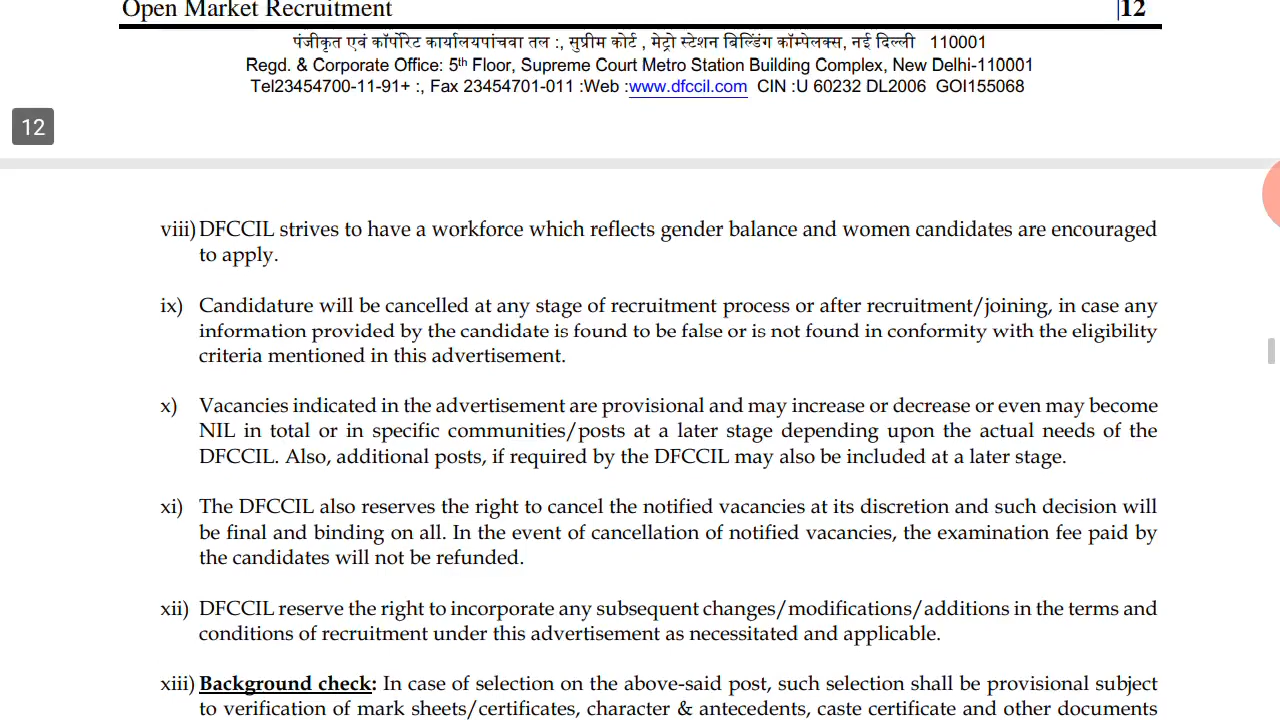 Open Market Recruitment |12
पंजीकृत एवं कॉर्पोरेट कार्यालयपांचवा तल :, सुप्रीम कोर्ट , मेट्रो स्टेशन बिल्डिंग कॉम्पेलक्स, नई दिल्ली 110001
Regd. & Corporate Office: 5th Floor, Supreme Court Metro Station Building Complex, New Delhi-110001
Tel23454700-11-91+ :, Fax 23454701-011 :Web :www.dfccil.com CIN :U 60232 DL2006 GOI155068
12
viii) DFCCIL strives to have a workforce which reflects gender balance and women candidates are encouraged
to apply.
ix) Candidature will be cancelled at any stage of recruitment process or after recruitment/joining, in case any
information provided by the candidate is found to be false or is not found in conformity with the eligibility
criteria mentioned in this advertisement.
x) Vacancies indicated in the advertisement are provisional and may increase or decrease or even may become
NIL in total or in specific communities/posts at a later stage depending upon the actual needs of the
DFCCIL. Also, additional posts, if required by the DFCCIL may also be included at a later stage.
xi) The DFCCIL also reserves the right to cancel the notified vacancies at its discretion and such decision will
be final and binding on all. In the event of cancellation of notified vacancies, the examination fee paid by
the candidates will not be refunded.
xii) DFCCIL reserve the right to incorporate any subsequent changes/modifications/additions in the terms and
conditions of recruitment under this advertisement as necessitated and applicable.
xiii) Background check: In case of selection on the above-said post, such selection shall be provisional subject
to verification of mark sheets/certificates, character & antecedents, caste certificate and other documents